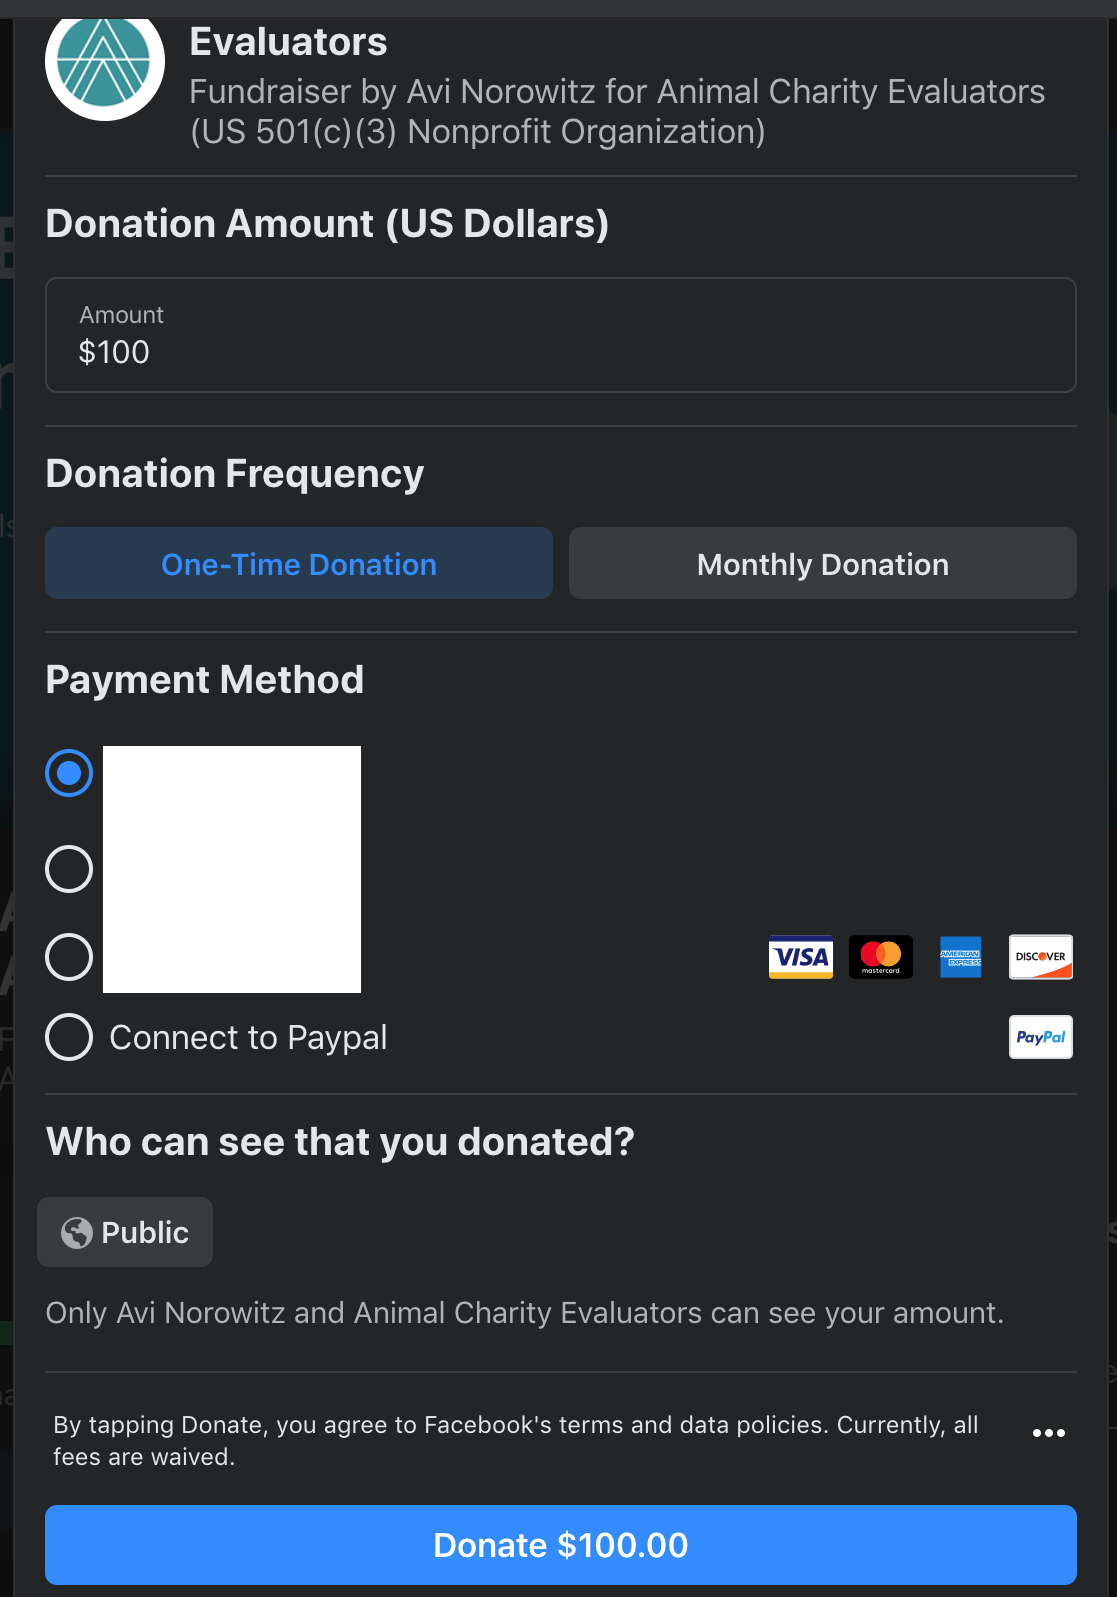 Evaluators
Fundraiser by Avi Norowitz for Animal Charity Evaluators
(US 501(c)(3) Nonprofit Organization)
Donation Amount (US Dollars)
Amount
$100
Donation Frequency
One-Time Donation
Monthly Donation
Payment Method
VISA
mastercard
AMERICAN
EXPRESS
DISCOVER
Connect to Paypal
PayPal
Who can see that you donated?
Public
Only Avi Norowitz and Animal Charity Evaluators can see your amount.
By tapping Donate, you agree to Facebook's terms and data policies. Currently, all
fees are waived.
Donate $100.00